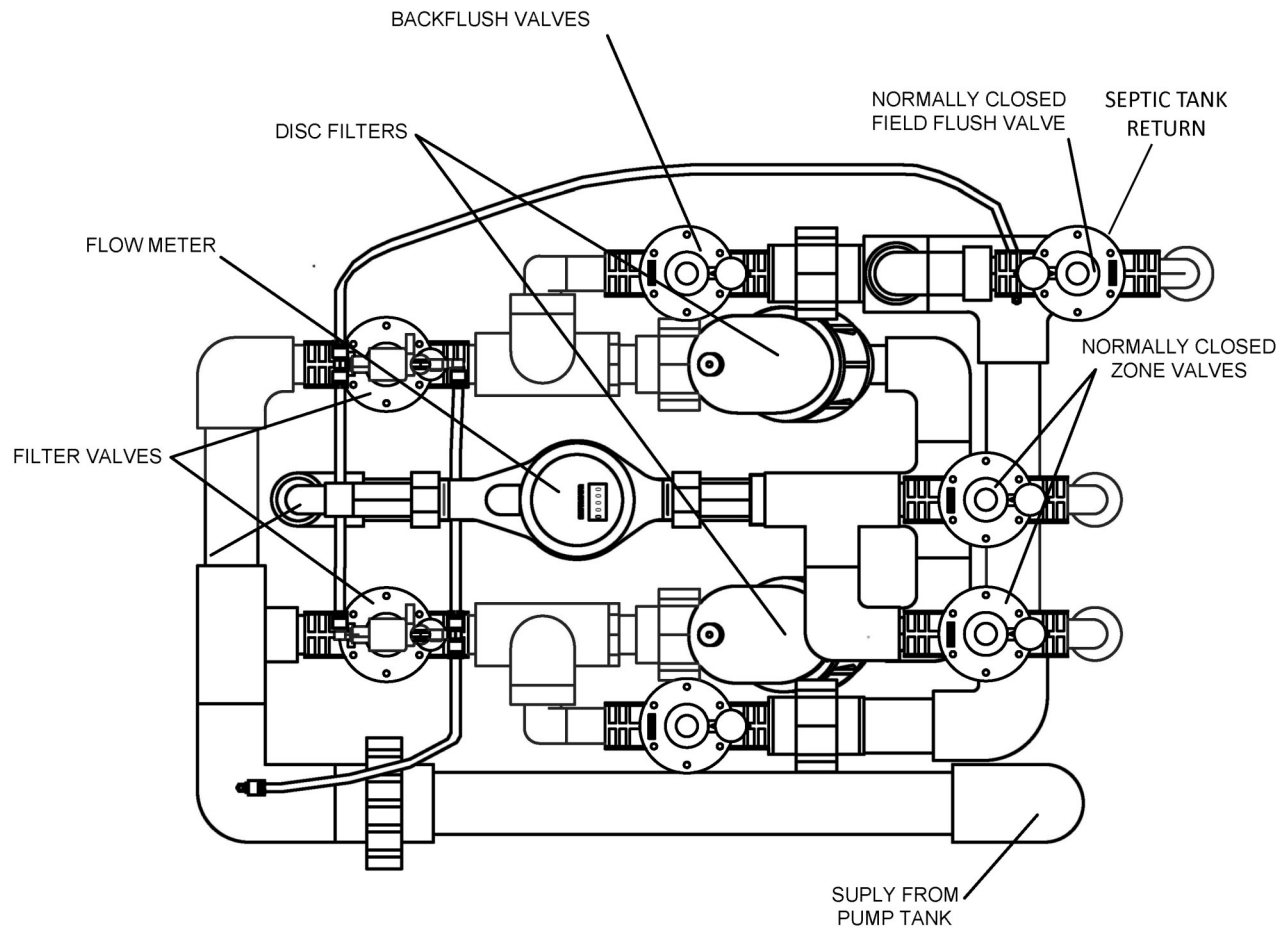 BACKFLUSH VALVES
NORMALLY CLOSED
FIELD FLUSH VALVE
SEPTIC TANK
RETURN
DISC FILTERS
FLOW METER
NORMALLY CLOSED
ZONE VALVES
FILTER VALVES
SUPLY FROM
PUMP TANK